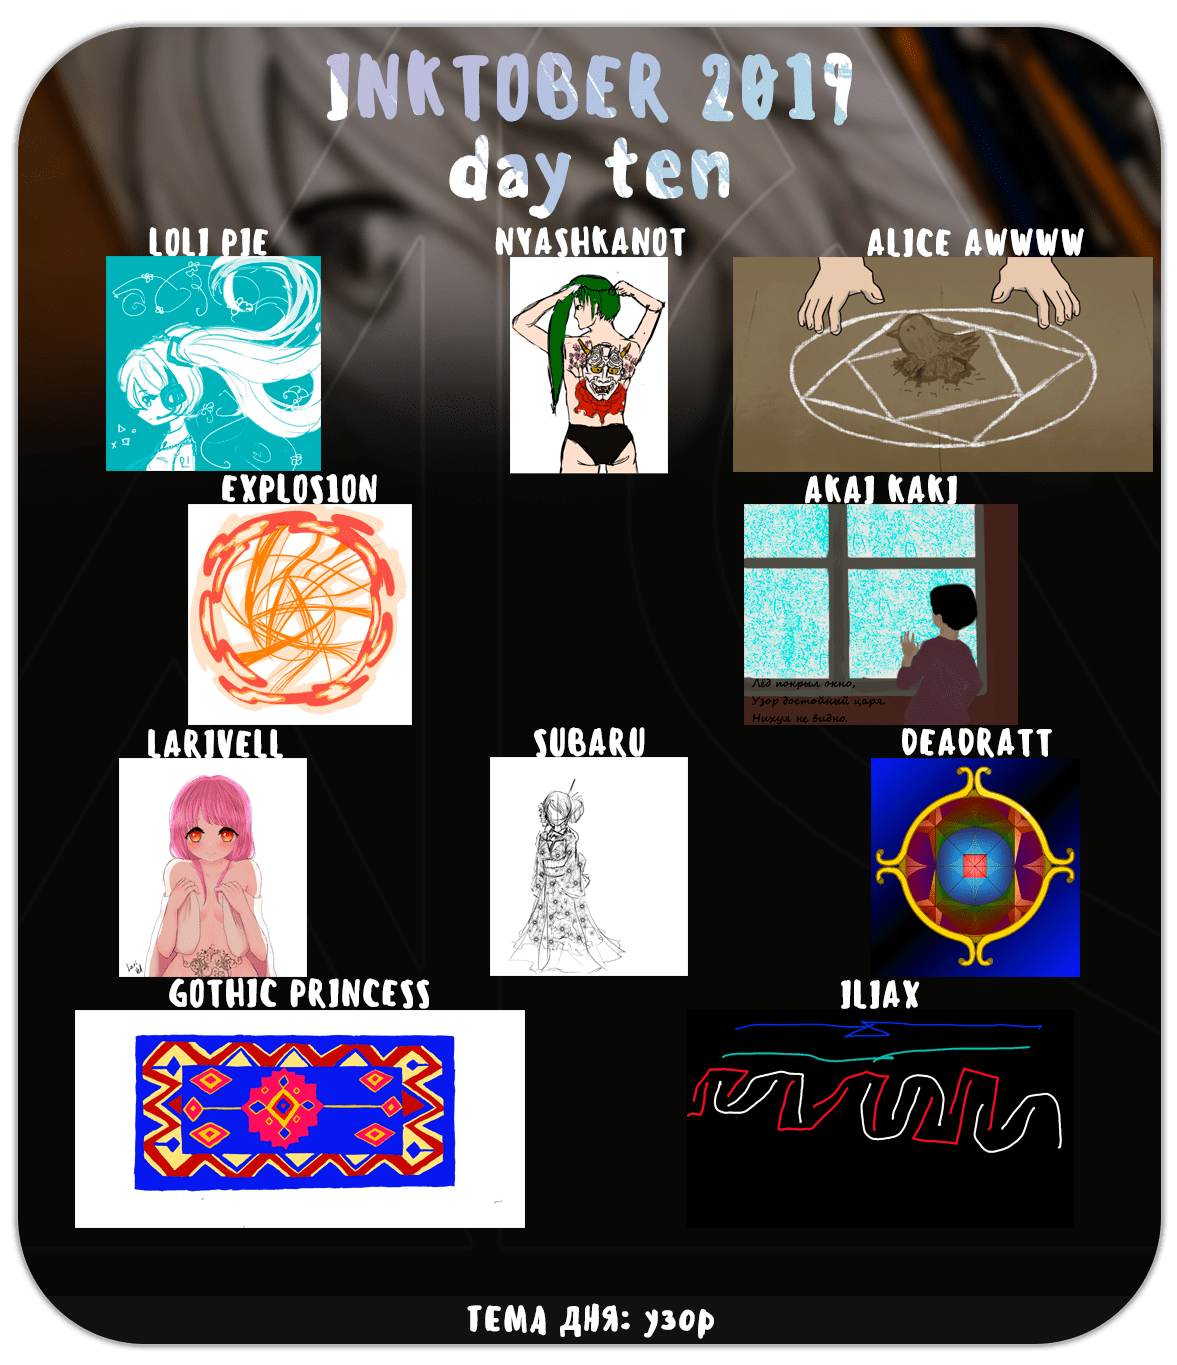 INKTOBER 2019
day ten
LOLI PIE
NYASHKANOT
ALICE AWWWW
EXPLOSION
AKAI KAKI
Лёд покрыл окно,
Узор достойный царя.
Нихуя не видно.
LARIVELL
SUBARU
DEADRATT
Lari
GOTHIC PRINCESS
ILIAX
ТЕМА ДНЯ: узор